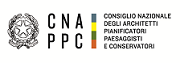 CNA
PPC
CONSIGLIO NAZIONALE
DEGLI ARCHITETTI
PIANIFICATORI
PAESAGGISTI
E CONSERVATORI